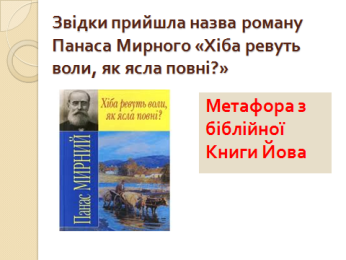 Звідки прийшла назва роману
Панаса Мирного «Хіба ревуть
воли, як ясла повні?»
Хіба ревуть воли,
як ясла повні?
Панас МИРНИЙ
Метафора з
біблійної
Книги Йова